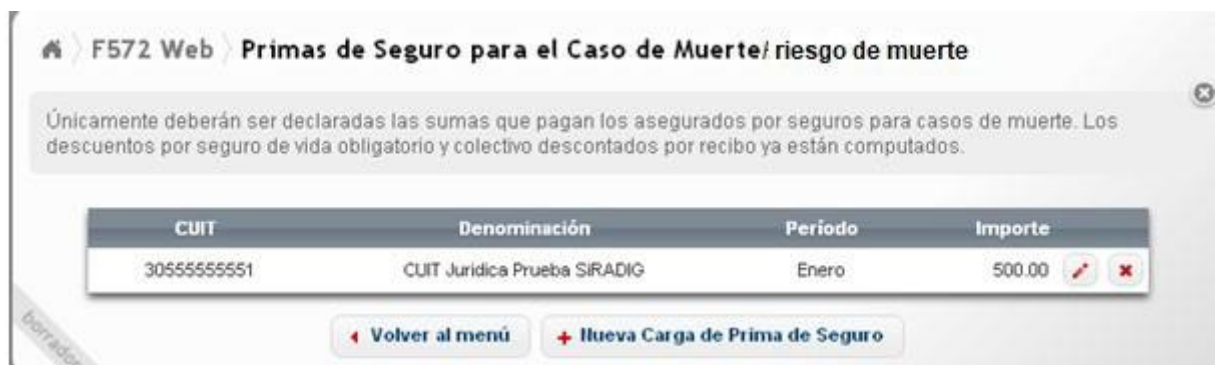 F572 Web Primas de Seguro para el Caso de Muerte/ riesgo de muerte
Únicamente deberán ser declaradas las sumas que pagan los asegurados por seguros para casos de muerte. Los
descuentos por seguro de vida obligatorio y colectivo descontados por recibo ya están computados.
CUIT Denominación Período Importe
30555555551 CUIT Juridica Prueba SiRADIG Enero 500.00
Volver al menú + Nueva Carga de Prima de Seguro
borrador